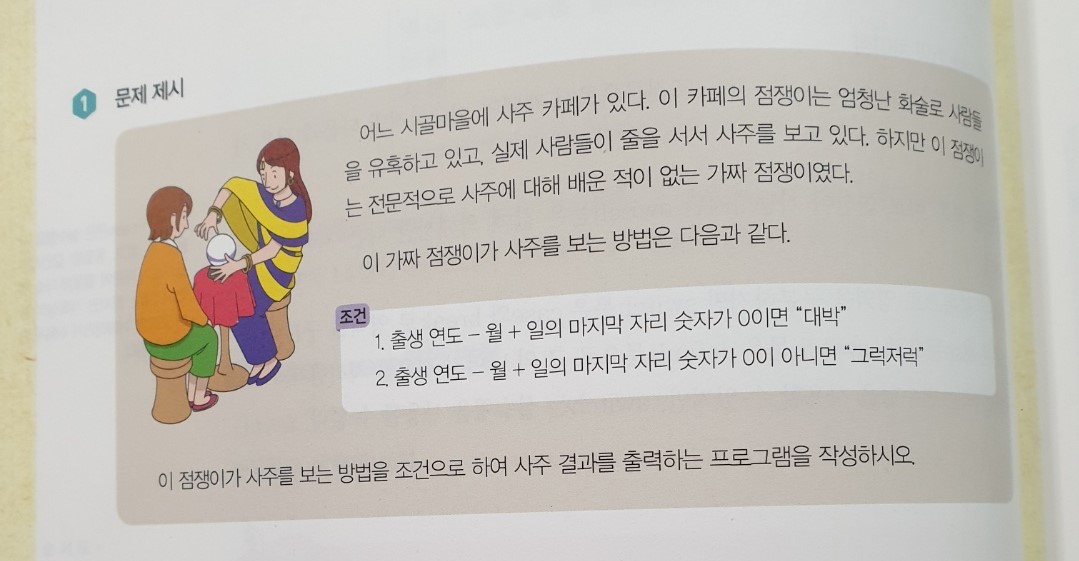 1 문제 제시
어느 시골마을에 사주 카페가 있다. 이 카페의 점쟁이는 엄청난 화술로 사람들
을 유혹하고 있고, 실제 사람들이 줄을 서서 사주를 보고 있다. 하지만 이 점쟁이
는 전문적으로 사주에 대해 배운 적이 없는 가짜 점쟁이였다.
이 가짜 점쟁이가 사주를 보는 방법은 다음과 같다.
조건
1. 출생 연도 - 월 + 일의 마지막 자리 숫자가 0이면 “대박”
2. 출생 연도 - 월 + 일의 마지막 자리 숫자가 0이 아니면 “그럭저럭”
이 점쟁이가 사주를 보는 방법을 조건으로 하여 사주 결과를 출력하는 프로그램을 작성하시오.